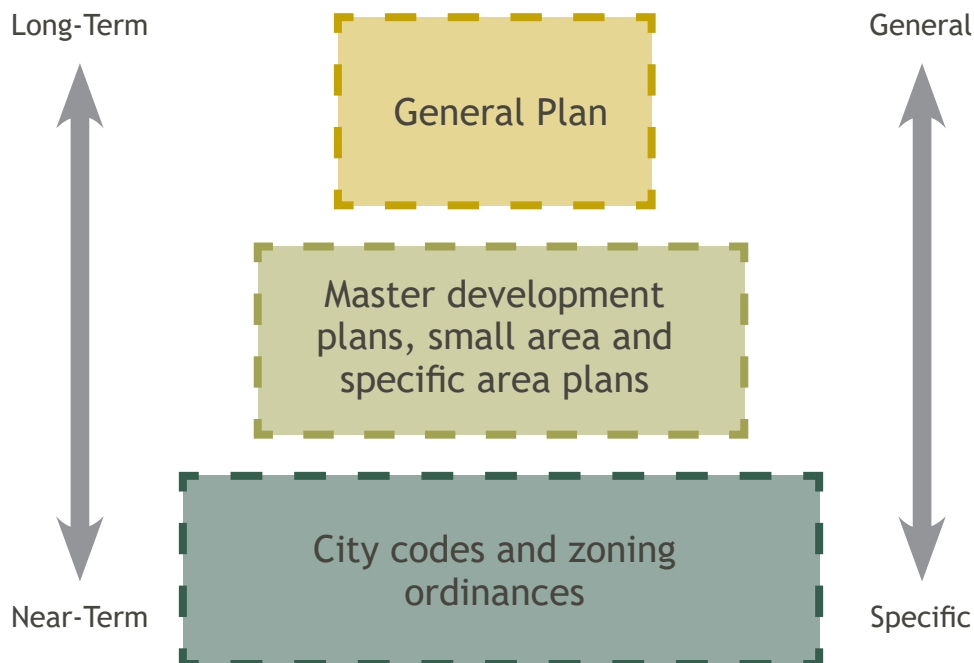 Long-Term
General
General Plan
Master development
plans, small area and
specific area plans
City codes and zoning
ordinances
Near-Term
Specific